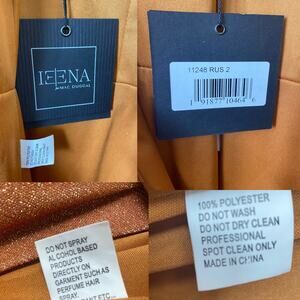 IEENA
MAC DUGGAL
11248 RUS 2
1 91877 10464 6
DO NOT SPRAY
ALCOHOL BASED
PRODUCTS
DIRECTLY ON
GARMENT SUCH AS
PERFUME HAIR
SPRAY,
ETC...
100% POLYESTER
DO NOT WASH
DO NOT DRY CLEAN
PROFESSIONAL
SPOT CLEAN ONLY
MADE IN CHINA